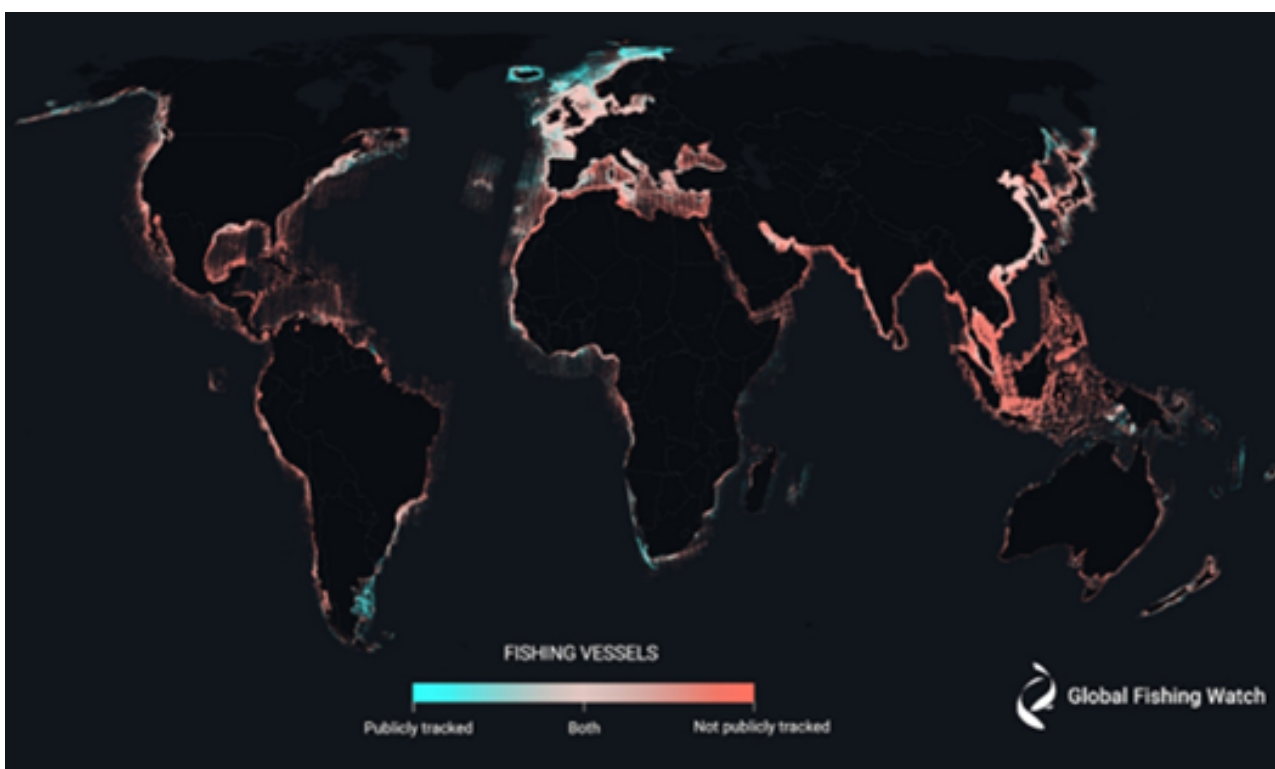 FISHING VESSELS
Publicly tracked
Both
Not publicly tracked
Global Fishing Watch